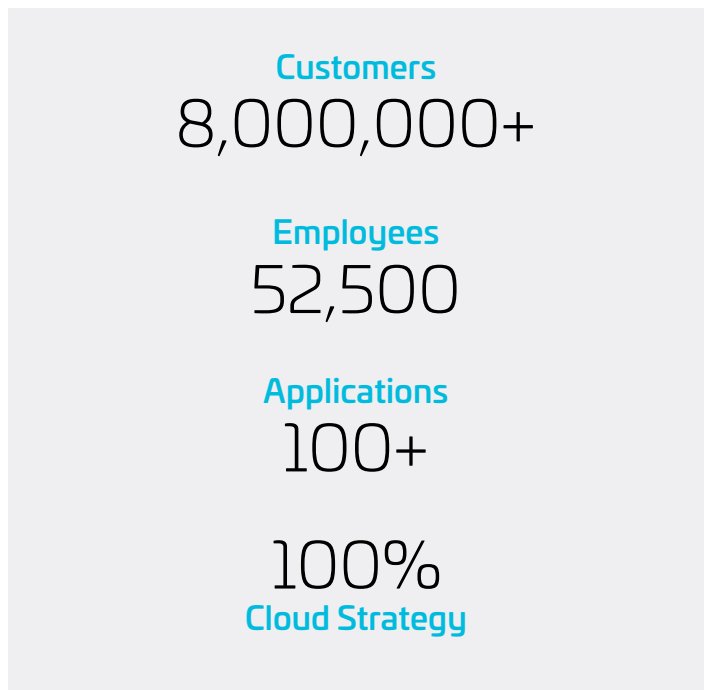 Customers
8,000,000+
Employees
52,500
Applications
100+
100%
Cloud Strategy